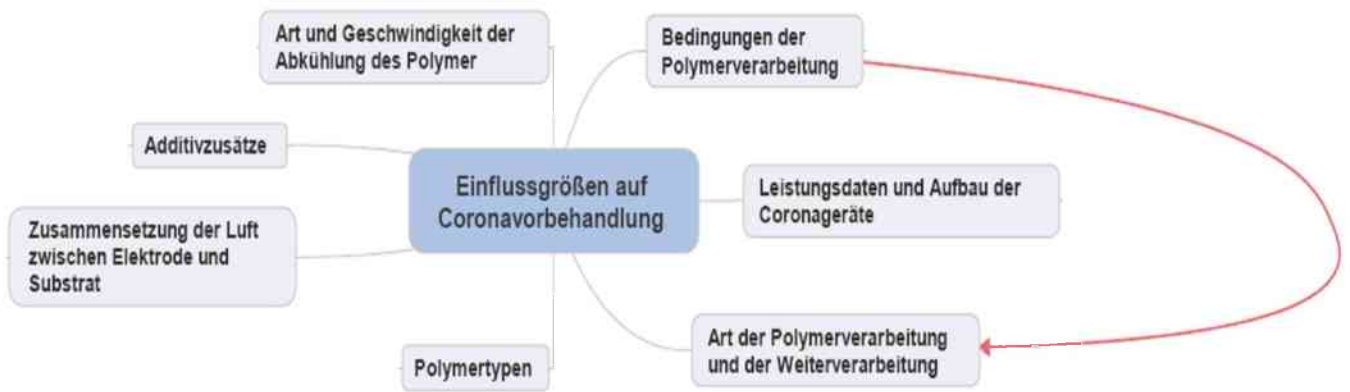 Art und Geschwindigkeit der
Abkühlung des Polymer
Bedingungen der
Polymerverarbeitung
Additivzusätze
Einflussgrößen auf
Coronavorbehandlung
Leistungsdaten und Aufbau der
Coronageräte
Zusammensetzung der Luft
zwischen Elektrode und
Substrat
Art der Polymerverarbeitung
und der Weiterverarbeitung
Polymertypen